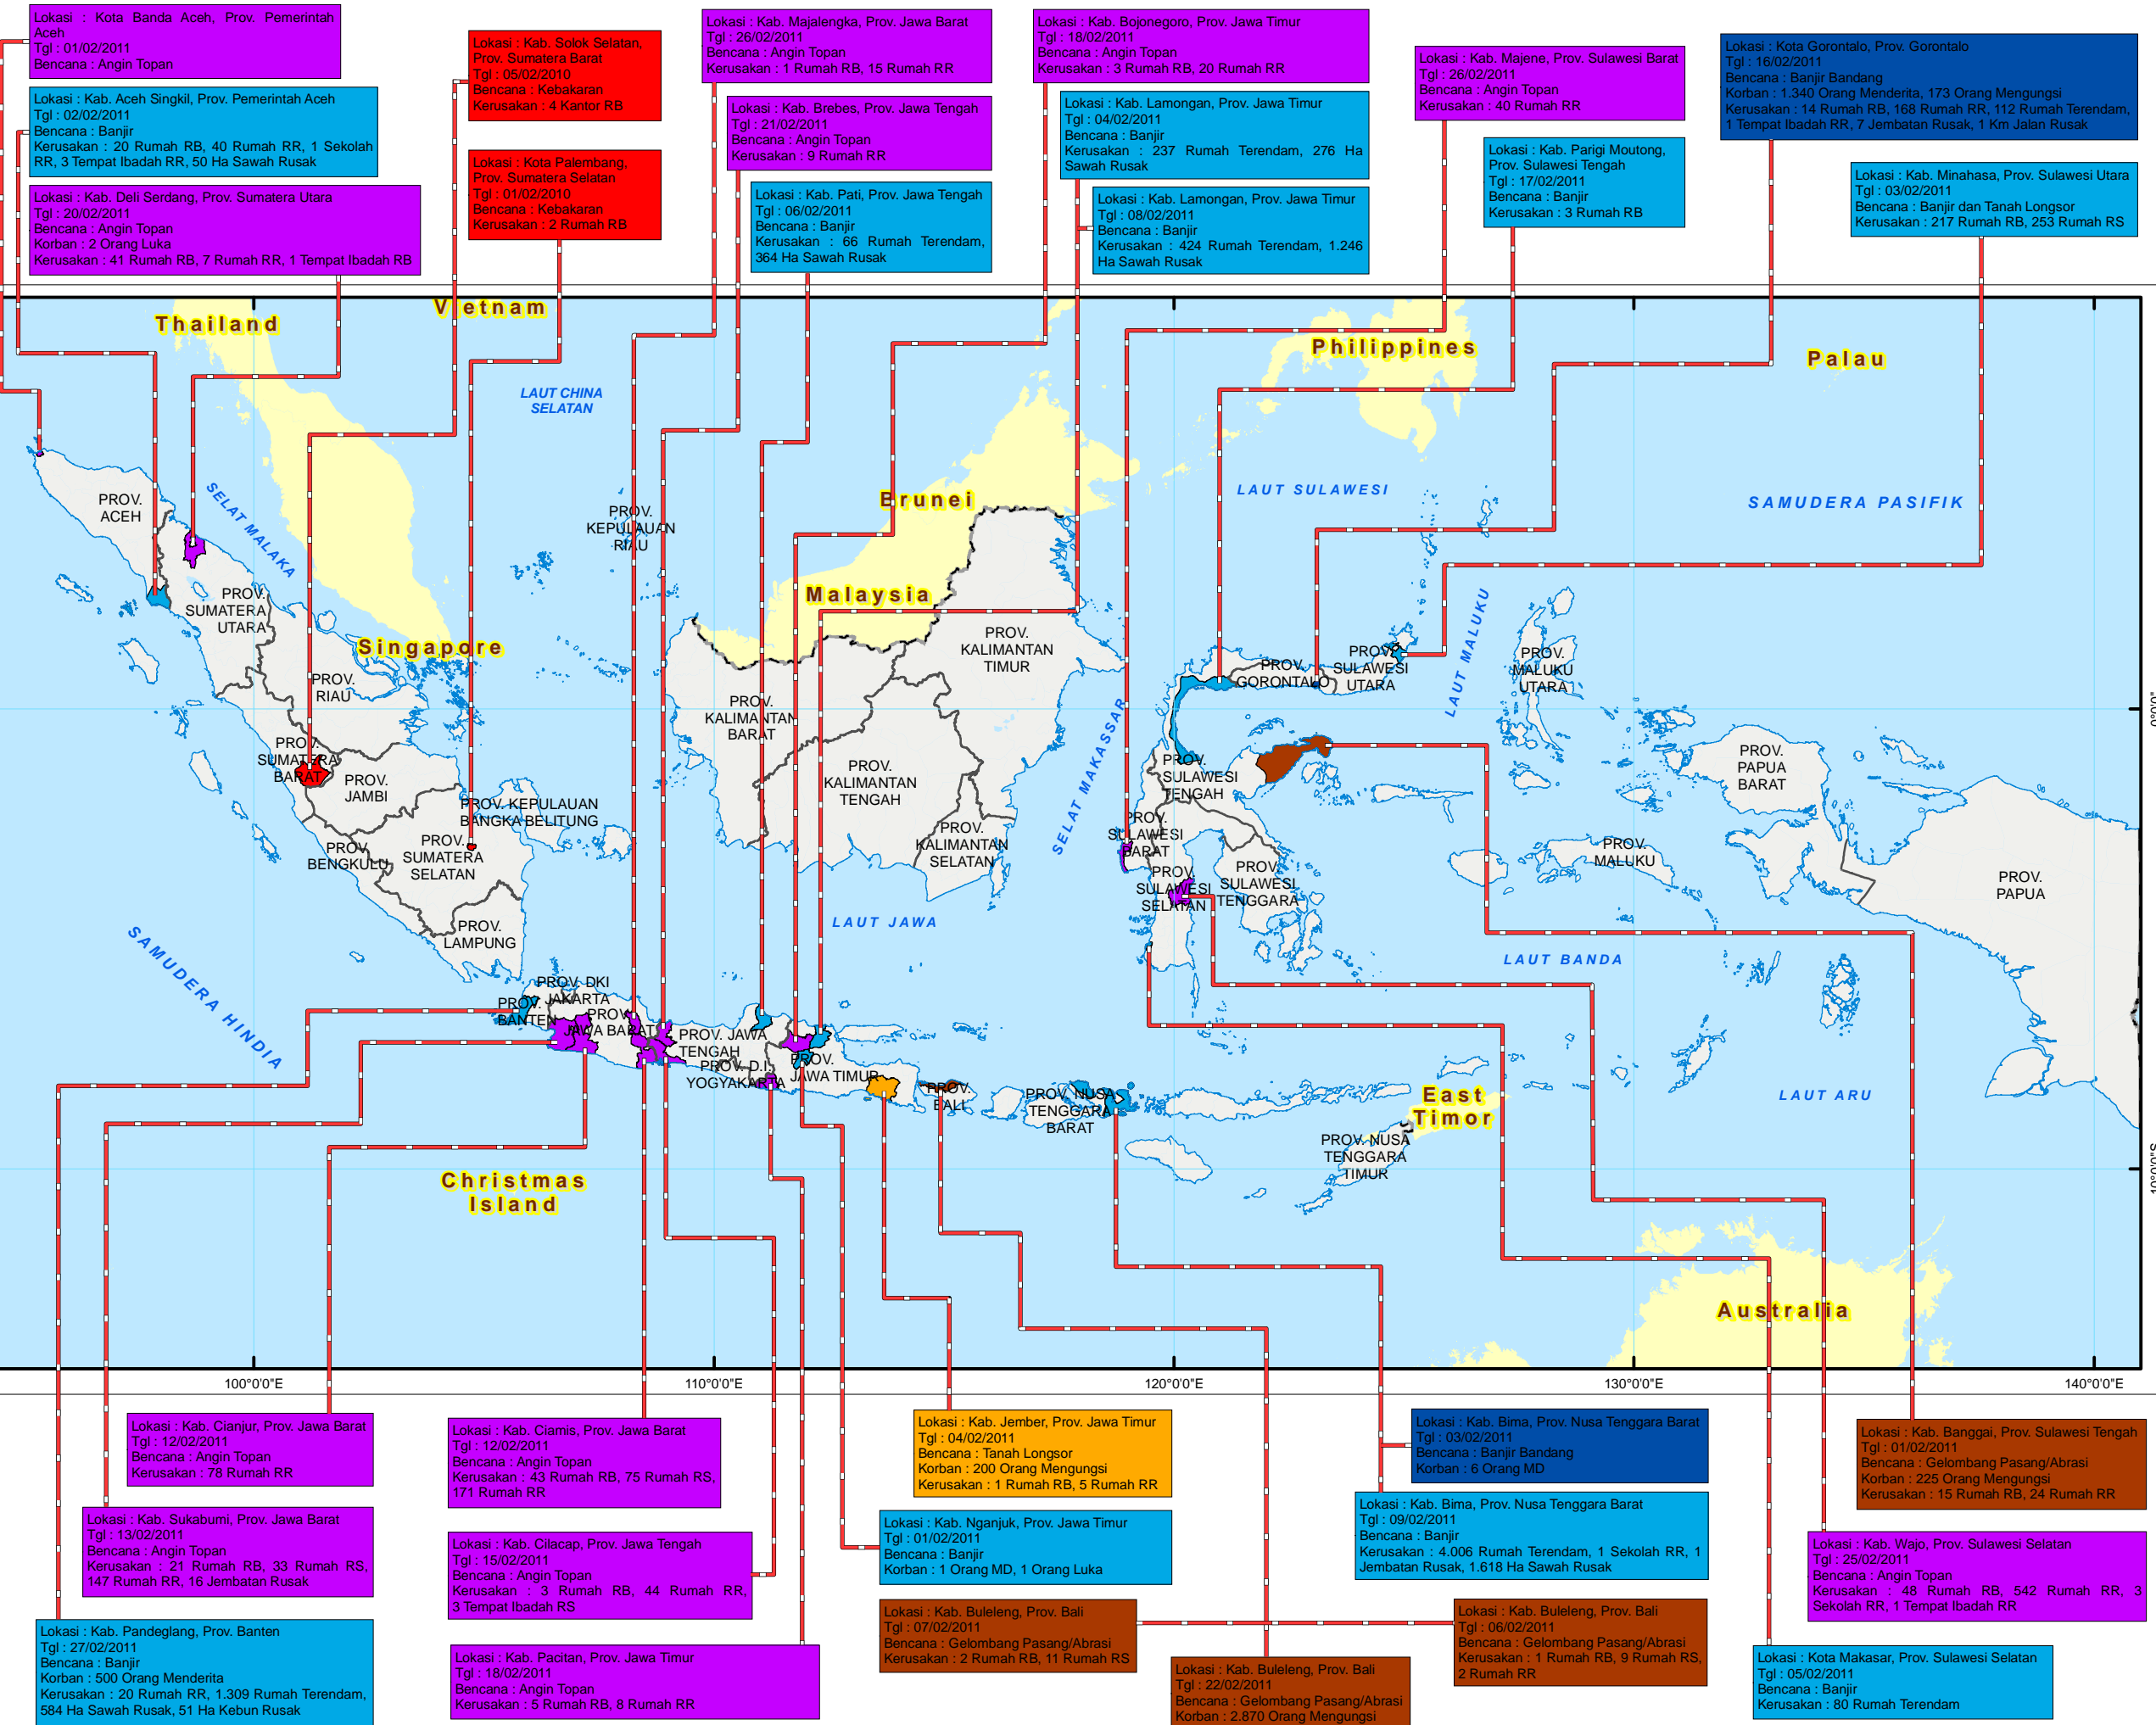 Lokasi : Kota Banda Aceh, Prov. Pemerintah
Aceh
Tgl : 01/02/2011
Bencana : Angin Topan
Lokasi : Kab. Aceh Singkil, Prov. Pemerintah Aceh
Tgl : 02/02/2011
Bencana : Banjir
Kerusakan : 20 Rumah RB, 40 Rumah RR, 1 Sekolah
RR, 3 Tempat Ibadah RR, 50 Ha Sawah Rusak
Lokasi : Kab. Deli Serdang, Prov. Sumatera Utara
Tgl : 20/02/2011
Bencana : Angin Topan
Korban : 2 Orang Luka
Kerusakan : 41 Rumah RB, 7 Rumah RR, 1 Tempat Ibadah RB
Lokasi : Kab. Solok Selatan,
Prov. Sumatera Barat
Tgl : 05/02/2010
Bencana : Kebakaran
Kerusakan : 4 Kantor RB
Lokasi : Kota Palembang,
Prov. Sumatera Selatan
Tgl : 01/02/2010
Bencana : Kebakaran
Kerusakan : 2 Rumah RB
Lokasi : Kab. Majalengka, Prov. Jawa Barat
Tgl : 26/02/2011
Bencana : Angin Topan
Kerusakan : 1 Rumah RB, 15 Rumah RR
Lokasi : Kab. Brebes, Prov. Jawa Tengah
Tgl : 21/02/2011
Bencana : Angin Topan
Kerusakan : 9 Rumah RR
Lokasi : Kab. Pati, Prov. Jawa Tengah
Tgl : 06/02/2011
Bencana : Banjir
Kerusakan : 66 Rumah Terendam,
364 Ha Sawah Rusak
Lokasi : Kab. Bojonegoro, Prov. Jawa Timur
Tgl : 18/02/2011
Bencana : Angin Topan
Kerusakan : 3 Rumah RB, 20 Rumah RR
Lokasi : Kab. Lamongan, Prov. Jawa Timur
Tgl : 04/02/2011
Bencana : Banjir
Kerusakan : 237 Rumah Terendam, 276 Ha
Sawah Rusak
Lokasi : Kab. Lamongan, Prov. Jawa Timur
Tgl : 08/02/2011
Bencana : Banjir
Kerusakan : 424 Rumah Terendam, 1.246
Ha Sawah Rusak
Lokasi : Kab. Majene, Prov. Sulawesi Barat
Tgl : 26/02/2011
Bencana : Angin Topan
Kerusakan : 40 Rumah RR
Lokasi : Kab. Parigi Moutong,
Prov. Sulawesi Tengah
Tgl : 17/02/2011
Bencana : Banjir
Kerusakan : 3 Rumah RB
Lokasi : Kota Gorontalo, Prov. Gorontalo
Tgl : 16/02/2011
Bencana : Banjir Bandang
Korban : 1.340 Orang Menderita, 173 Orang Mengungsi
Kerusakan : 14 Rumah RB, 168 Rumah RR, 112 Rumah Terendam,
1 Tempat Ibadah RR, 7 Jembatan Rusak, 1 Km Jalan Rusak
Lokasi : Kab. Minahasa, Prov. Sulawesi Utara
Tgl : 03/02/2011
Bencana : Banjir dan Tanah Longsor
Kerusakan : 217 Rumah RB, 253 Rumah RS
Thailand
Vietnam
Philippines
Palau
LAUT CHINA
SELATAN
Brunei
LAUT SULAWESI
SAMUDERA PASIFIK
PROV.
ACEH
SELAT MALAKA
PROV.
KEPULAUAN
RIAU
Malaysia
PROV.
SUMATERA
UTARA
Singapore
PROV.
KALIMANTAN
TIMUR
PROV.
GORONTALO
PROV.
SULAWESI
UTARA
LAUT MALUKU
PROV.
MALUKU
UTARA
PROV.
RIAU
PROV.
KALIMANTAN
BARAT
SELAT MAKASSAR
0°0'0"
PROV.
SUMATERA
BARAT
PROV.
JAMBI
PROV.
KALIMANTAN
TENGAH
PROV.
SULAWESI
TENGAH
PROV.
PAPUA
BARAT
PROV. KEPULAUAN
BANGKA BELITUNG
PROV.
BENGKULU
PROV.
SUMATERA
SELATAN
PROV.
KALIMANTAN
SELATAN
PROV.
SULAWESI
BARAT
PROV.
SULAWESI
SELATAN
PROV.
SULAWESI
TENGGARA
PROV.
MALUKU
PROV.
PAPUA
PROV.
LAMPUNG
LAUT JAWA
LAUT BANDA
SAMUDERA HINDIA
PROV. DKI
JAKARTA
PROV.
BANTEN
PROV.
JAWA BARAT
PROV. JAWA
TENGAH
PROV. D.I.
YOGYAKARTA
PROV.
JAWA TIMUR
PROV.
BALI
PROV. NUSA
TENGGARA
BARAT
East
Timor
LAUT ARU
PROV. NUSA
TENGGARA
TIMUR
10°0'0"S
Christmas
Island
Australia
100°0'0"E
110°0'0"E
120°0'0"E
130°0'0"E
140°0'0"E
Lokasi : Kab. Cianjur, Prov. Jawa Barat
Tgl : 12/02/2011
Bencana : Angin Topan
Kerusakan : 78 Rumah RR
Lokasi : Kab. Sukabumi, Prov. Jawa Barat
Tgl : 13/02/2011
Bencana : Angin Topan
Kerusakan : 21 Rumah RB, 33 Rumah RS,
147 Rumah RR, 16 Jembatan Rusak
Lokasi : Kab. Pandeglang, Prov. Banten
Tgl : 27/02/2011
Bencana : Banjir
Korban : 500 Orang Menderita
Kerusakan : 20 Rumah RR, 1.309 Rumah Terendam,
584 Ha Sawah Rusak, 51 Ha Kebun Rusak
Lokasi : Kab. Ciamis, Prov. Jawa Barat
Tgl : 12/02/2011
Bencana : Angin Topan
Kerusakan : 43 Rumah RB, 75 Rumah RS,
171 Rumah RR
Lokasi : Kab. Cilacap, Prov. Jawa Tengah
Tgl : 15/02/2011
Bencana : Angin Topan
Kerusakan : 3 Rumah RB, 44 Rumah RR,
3 Tempat Ibadah RS
Lokasi : Kab. Pacitan, Prov. Jawa Timur
Tgl : 18/02/2011
Bencana : Angin Topan
Kerusakan : 5 Rumah RB, 8 Rumah RR
Lokasi : Kab. Jember, Prov. Jawa Timur
Tgl : 04/02/2011
Bencana : Tanah Longsor
Korban : 200 Orang Mengungsi
Kerusakan : 1 Rumah RB, 5 Rumah RR
Lokasi : Kab. Nganjuk, Prov. Jawa Timur
Tgl : 01/02/2011
Bencana : Banjir
Korban : 1 Orang MD, 1 Orang Luka
Lokasi : Kab. Buleleng, Prov. Bali
Tgl : 07/02/2011
Bencana : Gelombang Pasang/Abrasi
Kerusakan : 2 Rumah RB, 11 Rumah RS
Lokasi : Kab. Buleleng, Prov. Bali
Tgl : 22/02/2011
Bencana : Gelombang Pasang/Abrasi
Korban : 2.870 Orang Mengungsi
Lokasi : Kab. Bima, Prov. Nusa Tenggara Barat
Tgl : 03/02/2011
Bencana : Banjir Bandang
Korban : 6 Orang MD
Lokasi : Kab. Bima, Prov. Nusa Tenggara Barat
Tgl : 09/02/2011
Bencana : Banjir
Kerusakan : 4.006 Rumah Terendam, 1 Sekolah RR, 1
Jembatan Rusak, 1.618 Ha Sawah Rusak
Lokasi : Kab. Buleleng, Prov. Bali
Tgl : 06/02/2011
Bencana : Gelombang Pasang/Abrasi
Kerusakan : 1 Rumah RB, 9 Rumah RS,
2 Rumah RR
Lokasi : Kab. Banggai, Prov. Sulawesi Tengah
Tgl : 01/02/2011
Bencana : Gelombang Pasang/Abrasi
Korban : 225 Orang Mengungsi
Kerusakan : 15 Rumah RB, 24 Rumah RR
Lokasi : Kab. Wajo, Prov. Sulawesi Selatan
Tgl : 25/02/2011
Bencana : Angin Topan
Kerusakan : 48 Rumah RB, 542 Rumah RR, 3
Sekolah RR, 1 Tempat Ibadah RR
Lokasi : Kota Makasar, Prov. Sulawesi Selatan
Tgl : 05/02/2011
Bencana : Banjir
Kerusakan : 80 Rumah Terendam